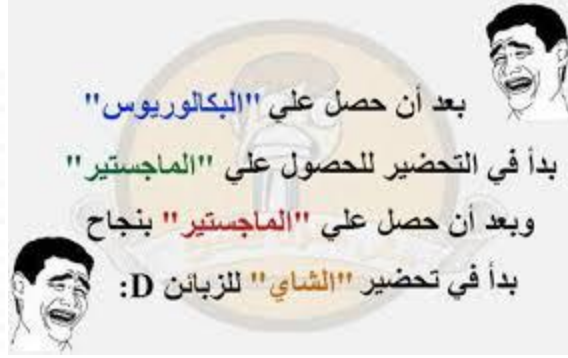 بعد أن حصل علي "البكالوريوس"
بدأ في التحضير للحصول علي "الماجستير"
وبعد أن حصل علي "الماجستير" بنجاح
بدأ في تحضير "الشاي" للزبائن D: